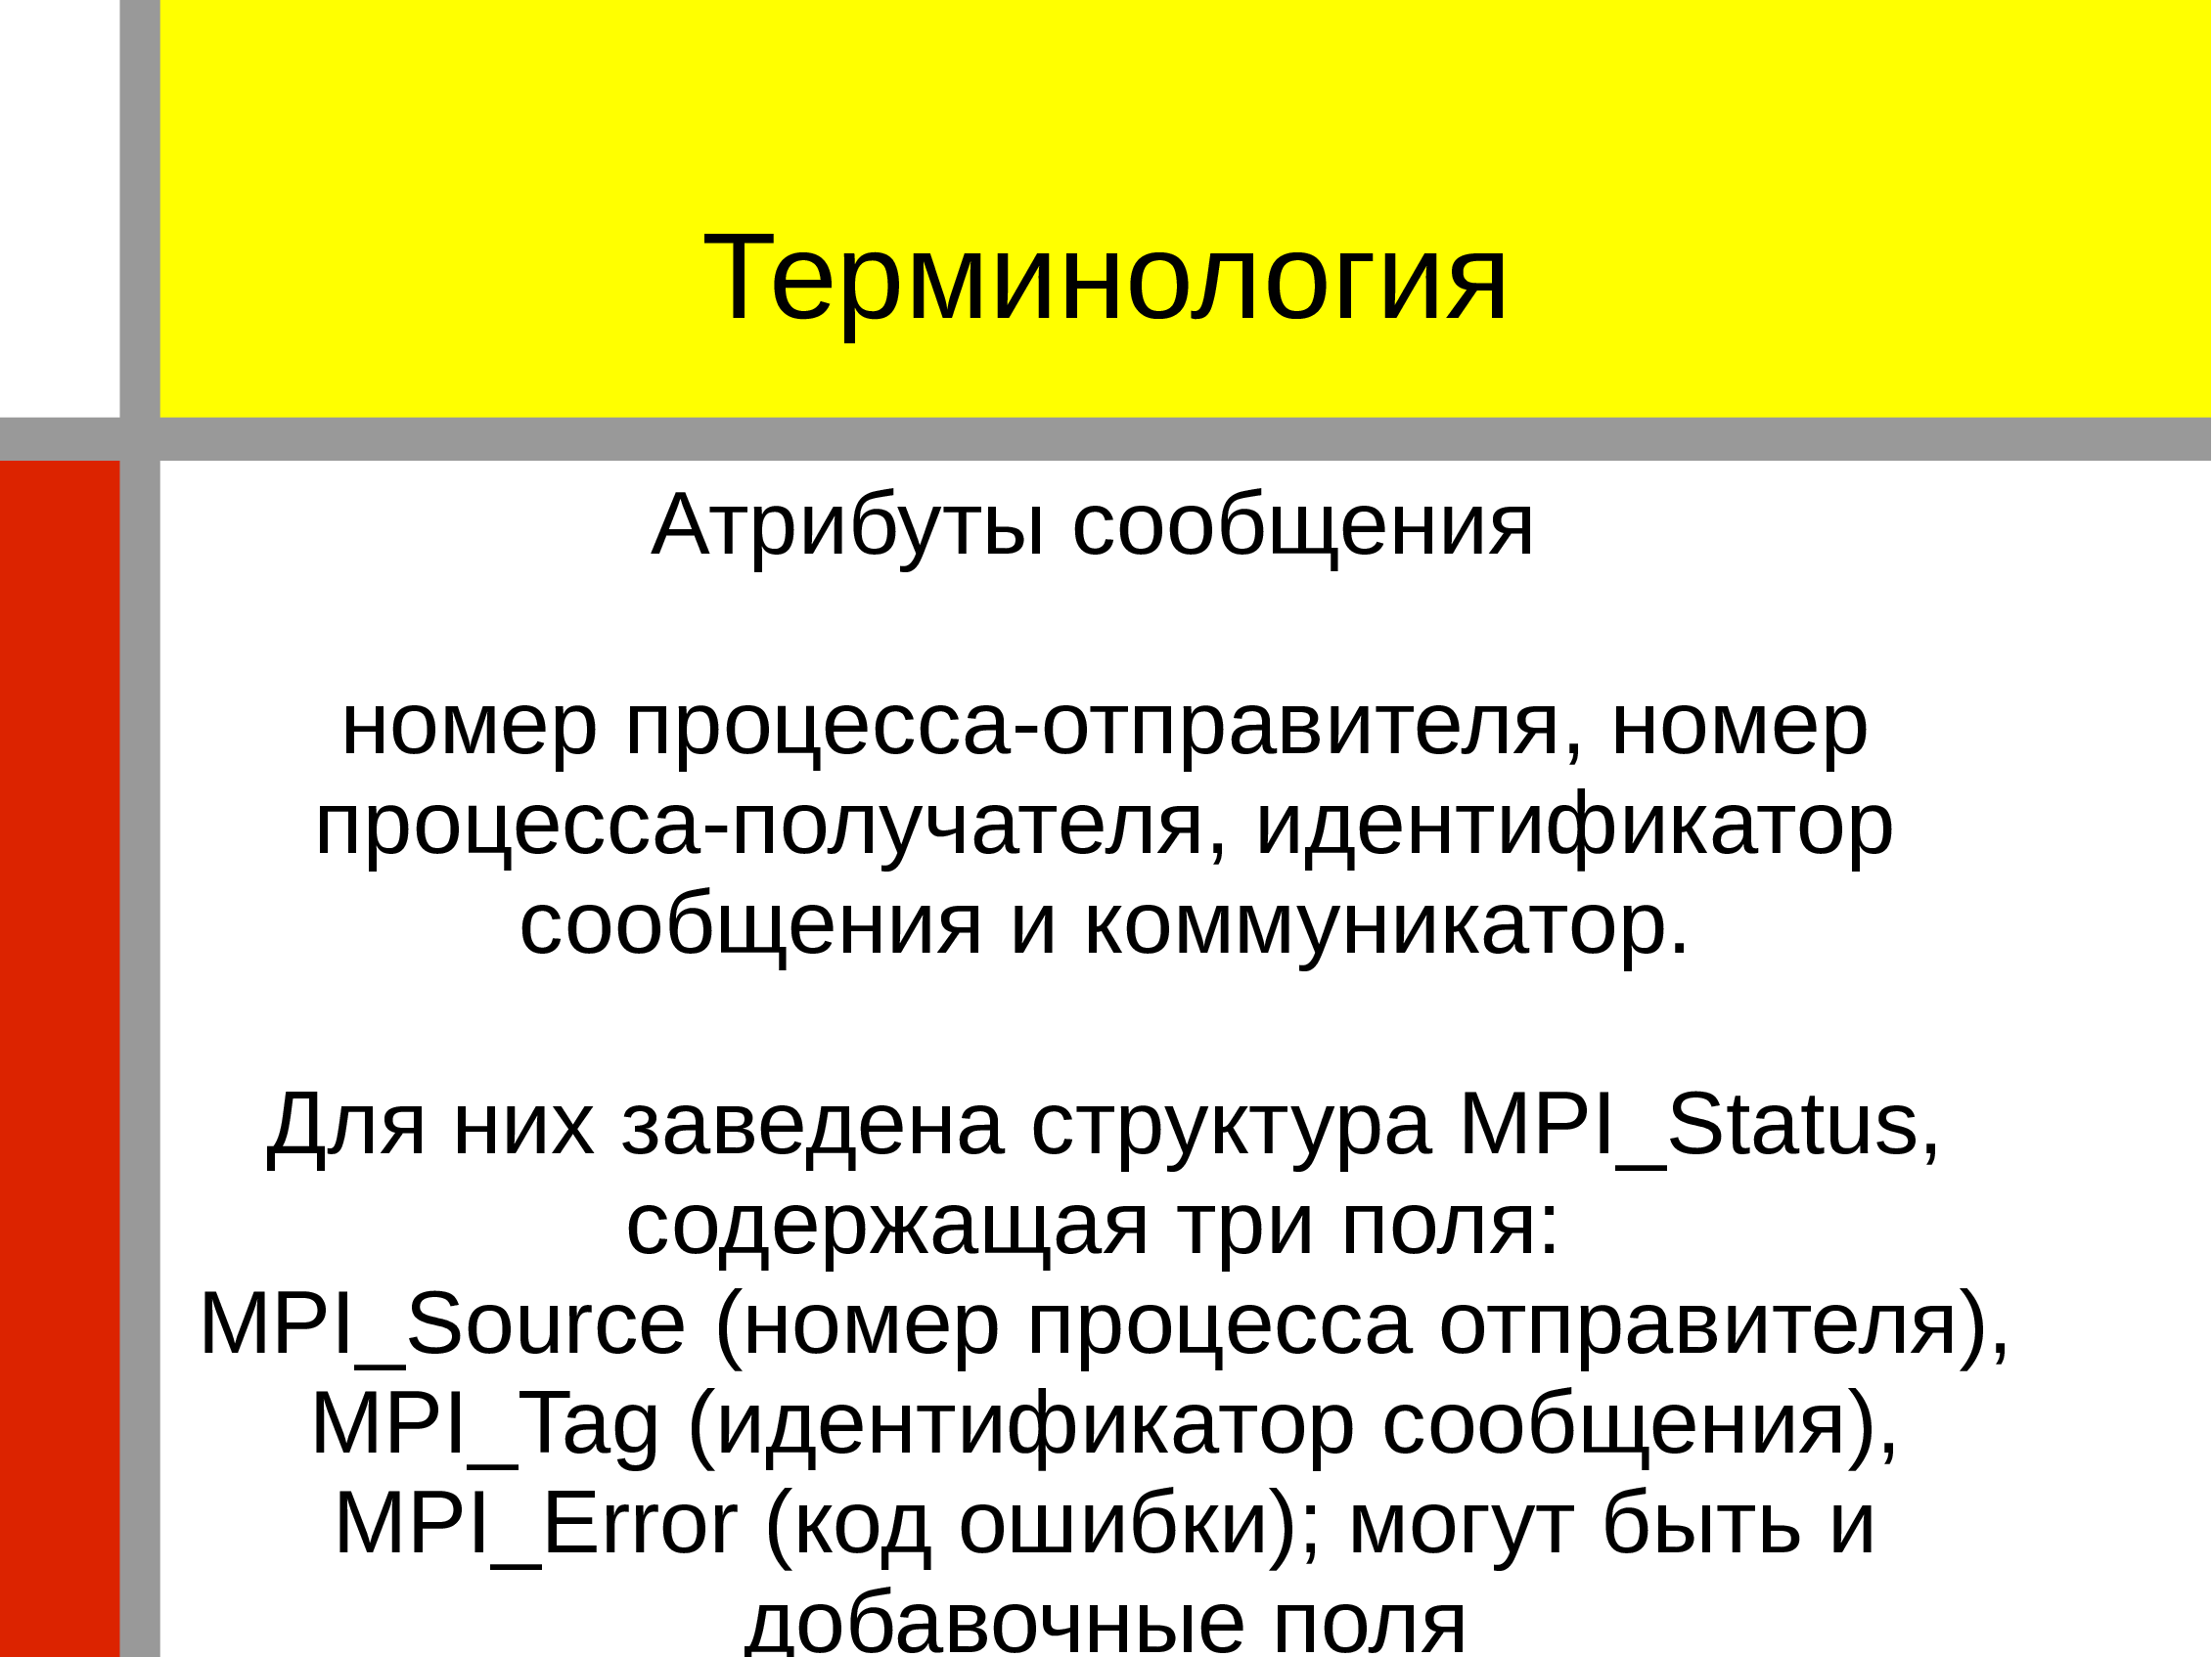 Терминология
Атрибуты сообщения
номер процесса-отправителя, номер
процесса-получателя, идентификатор
сообщения и коммуникатор.
Для них заведена структура MPI_Status,
содержащая три поля:
MPI_Source (номер процесса отправителя),
MPI_Tag (идентификатор сообщения),
MPI_Error (код ошибки); могут быть и
добавочные поля